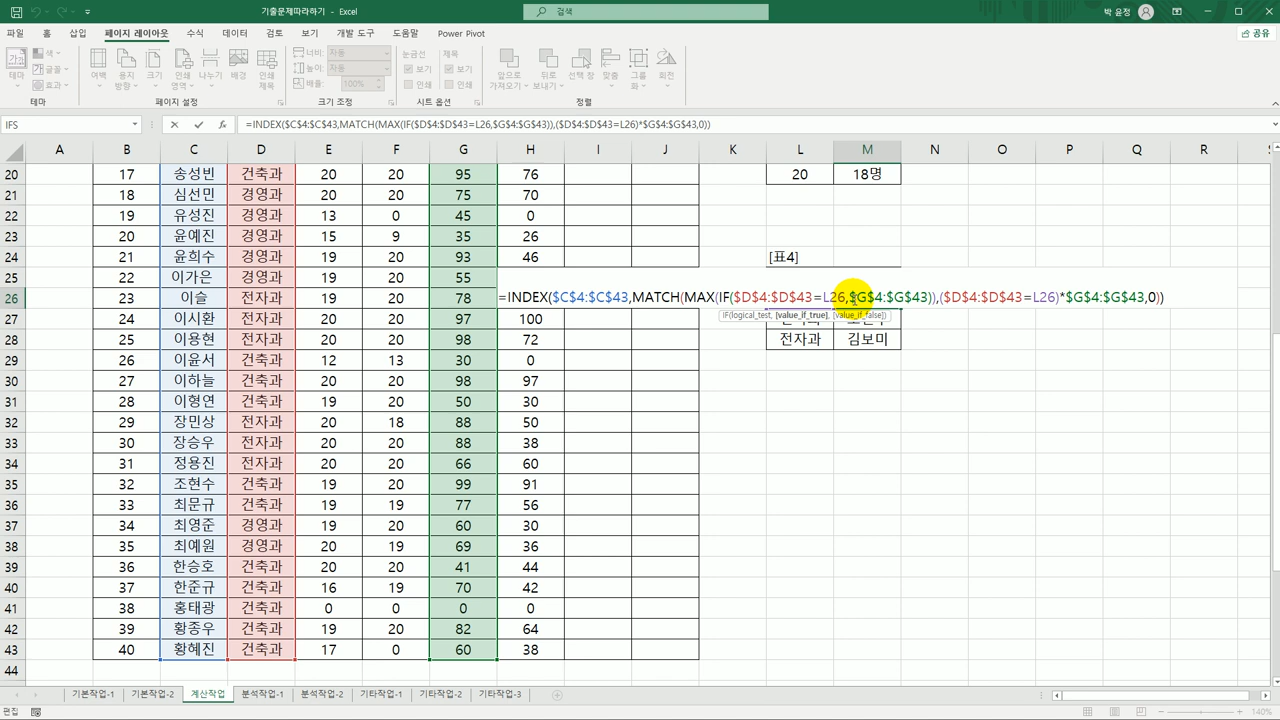 기출문제따라하기 - Excel
검색
박 윤정
파일 홈 삽입 페이지 레이아웃 수식 데이터 검토 보기 개발 도구 도움말 Power Pivot 공유
테마 색 글꼴 효과 여백 용지 방향 크기 인쇄 영역 나누기 배경 인쇄 제목 너비: 자동 높이: 자동 배율: 100% 눈금선 보기 인쇄 제목 보기 인쇄 앞으로 가져오기 뒤로 보내기 선택 창 맞춤 그룹화 회전
테마 페이지 설정 크기 조정 시트 옵션 정렬
IFS fx =INDEX($C$4:$C$43,MATCH(MAX(IF($D$4:$D$43=L26,$G$4:$G$43)),($D$4:$D$43=L26)*$G$4:$G$43,0))
A B C D E F G H I J K L M N O P Q R
20 17 송성빈 건축과 20 20 95 76 20 18명
21 18 심선민 경영과 20 20 75 70
22 19 유성진 경영과 13 0 45 0
23 20 윤예진 경영과 15 9 35 26
24 21 윤희수 경영과 19 20 93 46 [표4]
25 22 이가은 경영과 19 20 55
26 23 이슬 전자과 19 20 78 =INDEX($C$4:$C$43,MATCH(MAX(IF($D$4:$D$43=L26,$G$4:$G$43)),($D$4:$D$43=L26)*$G$4:$G$43,0))
IF(logical_test, [value_if_true], [value_if_false])
27 24 이시환 전자과 19 20 97 100
28 25 이용현 전자과 19 20 98 72 전자과 김보미
29 26 이윤서 건축과 12 13 30 0
30 27 이하늘 건축과 20 20 98 97
31 28 이형연 건축과 19 20 50 30
32 29 장민상 전자과 20 18 88 50
33 30 장승우 전자과 20 20 88 38
34 31 정용진 전자과 20 20 66 60
35 32 조현수 건축과 19 20 99 91
36 33 최문규 건축과 19 19 77 56
37 34 최영준 경영과 19 20 60 30
38 35 최예원 경영과 20 19 69 36
39 36 한승호 건축과 20 20 41 44
40 37 한준규 건축과 16 19 70 42
41 38 홍태광 건축과 0 0 0 0
42 39 황종우 건축과 19 20 82 64
43 40 황혜진 건축과 17 0 60 38
44
기본작업-1 기본작업-2 계산작업 분석작업-1 분석작업-2 기타작업-1 기타작업-2 기타작업-3
편집 140%